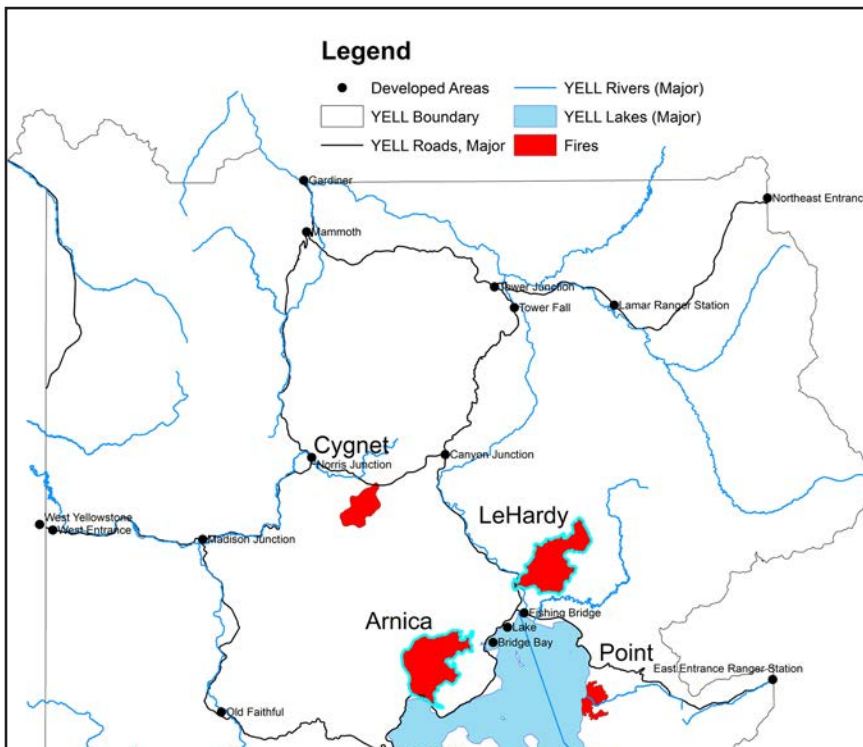 Legend
Developed Areas
YELL Rivers (Major)
YELL Boundary
YELL Lakes (Major)
YELL Roads, Major
Fires
Gardiner
Northeast Entranc
Mammoth
Tower Junction
Lamar Ranger Station
Tower Fall
Cygnet
Canyon Junction
Norris Junction
LeHardy
West Yellowstone
West Entrance
Madison Junction
Fishing Bridge
Arnica
Lake
Bridge Bay
Point
East Entrance Ranger Station
Old Faithful